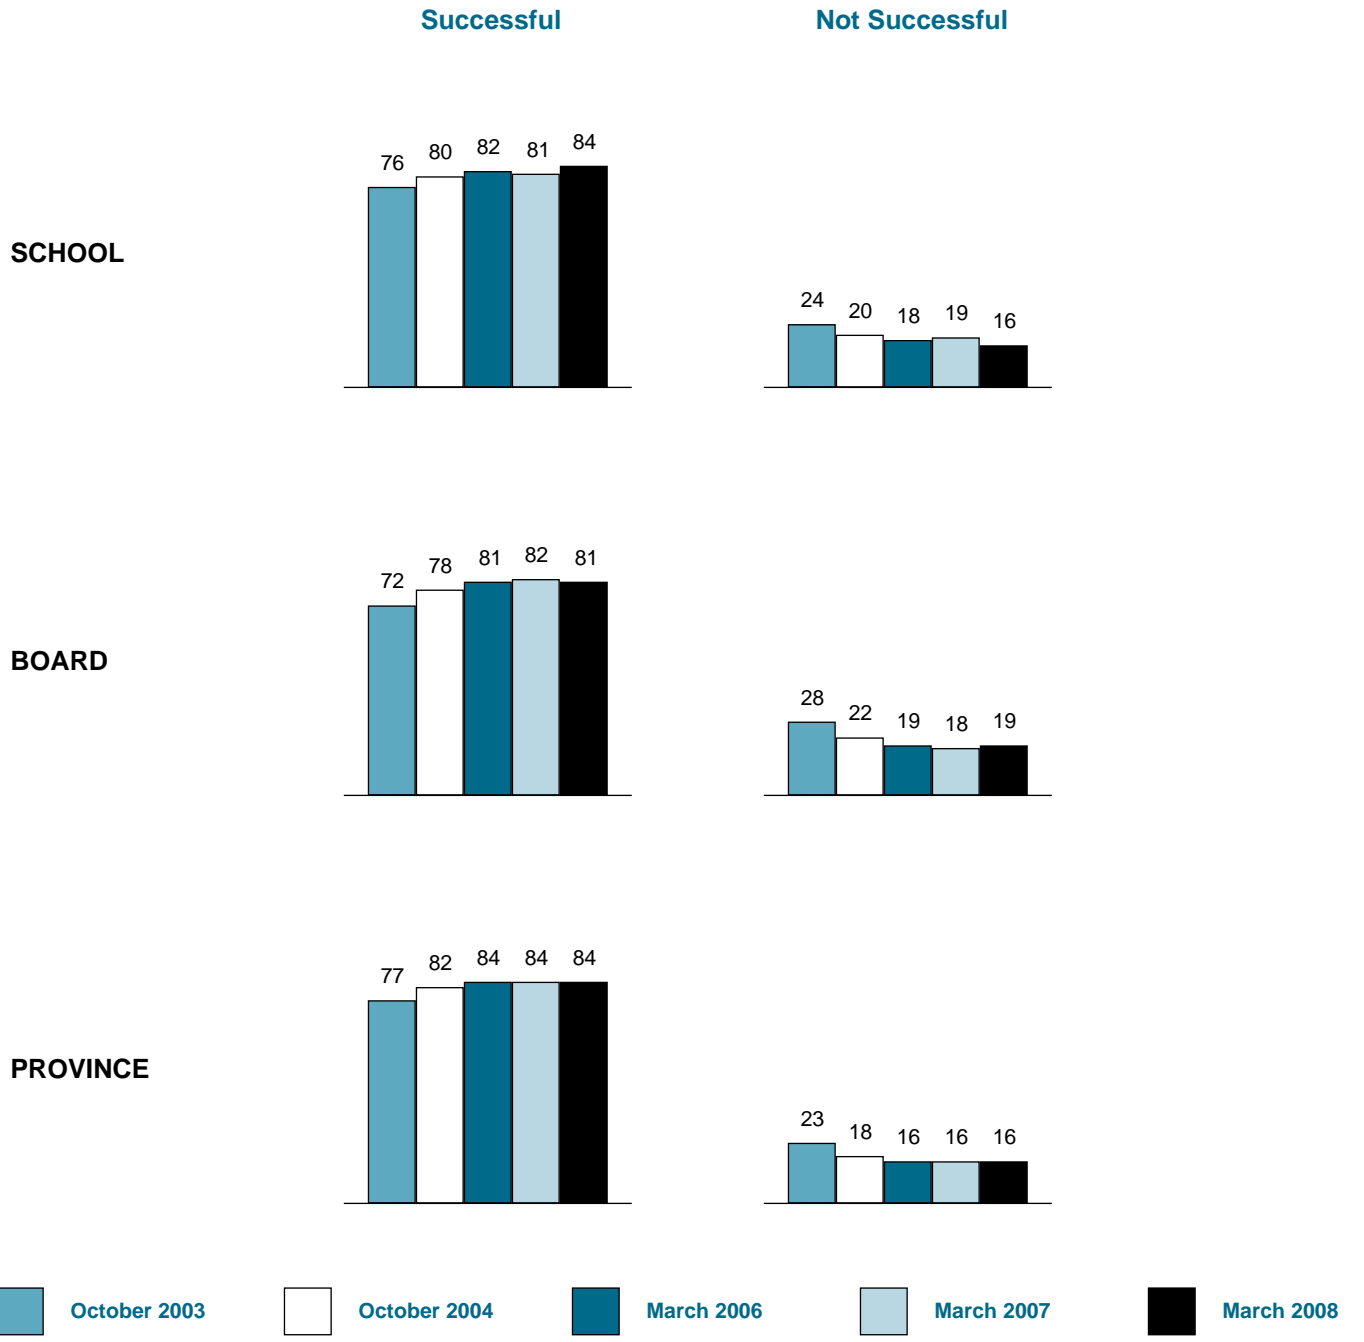 Successful Not Successful
76 80 82 81 84
24 20 18 19 16
SCHOOL
72 78 81 82 81
28 22 19 18 19
BOARD
77 82 84 84 84
23 18 16 16 16
PROVINCE
October 2003 October 2004 March 2006 March 2007 March 2008